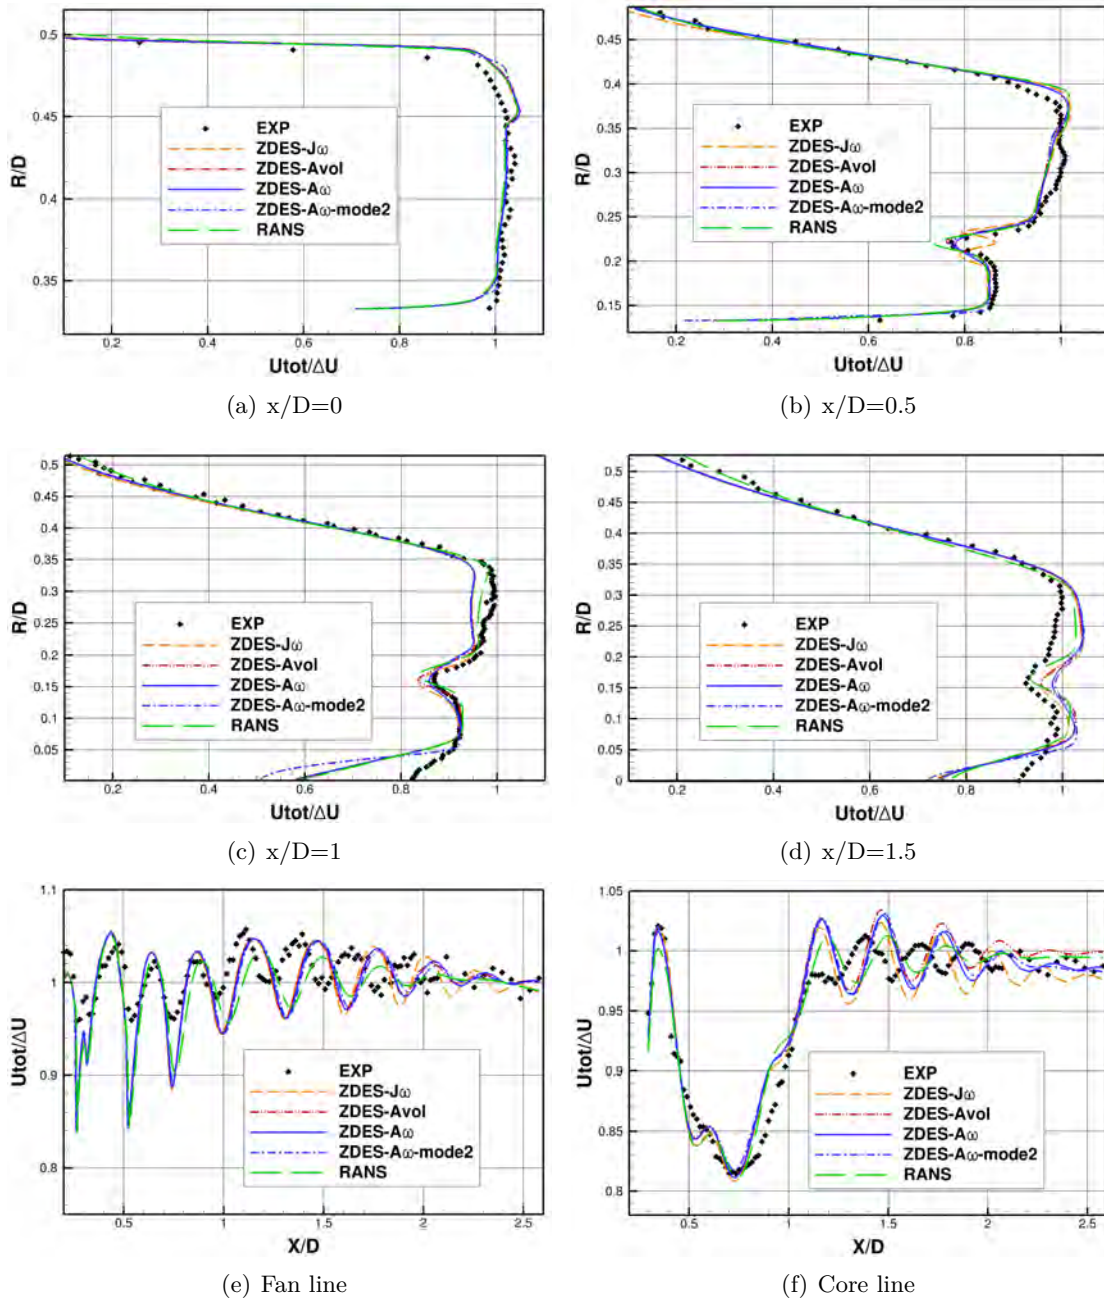 0.5
0.45
0.4
0.35
R/D
EXP
ZDES-Jω
ZDES-Avol
ZDES-Aω
ZDES-Aω-mode2
RANS
0.2 0.4 0.6 0.8 1
Utot/ΔU
(a) x/D=0
0.45
0.4
0.35
0.3
0.25
0.2
0.15
R/D
EXP
ZDES-Jω
ZDES-Avol
ZDES-Aω
ZDES-Aω-mode2
RANS
0.2 0.4 0.6 0.8 1
Utot/ΔU
(b) x/D=0.5
0.5
0.45
0.4
0.35
0.3
0.25
0.2
0.15
0.1
0.05
R/D
EXP
ZDES-Jω
ZDES-Avol
ZDES-Aω
ZDES-Aω-mode2
RANS
0.2 0.4 0.6 0.8 1
Utot/ΔU
(c) x/D=1
0.5
0.45
0.4
0.35
0.3
0.25
0.2
0.15
0.1
0.05
0
R/D
EXP
ZDES-Jω
ZDES-Avol
ZDES-Aω
ZDES-Aω-mode2
RANS
0.2 0.4 0.6 0.8 1
Utot/ΔU
(d) x/D=1.5
1.1
1
0.9
0.8
Utot/ΔU
EXP
ZDES-Jω
ZDES-Avol
ZDES-Aω
ZDES-Aω-mode2
RANS
0.5 1 1.5 2 2.5
X/D
(e) Fan line
1.05
1
0.95
0.9
0.85
0.8
Utot/ΔU
EXP
ZDES-Jω
ZDES-Avol
ZDES-Aω
ZDES-Aω-mode2
RANS
0.5 1 1.5 2 2.5
X/D
(f) Core line